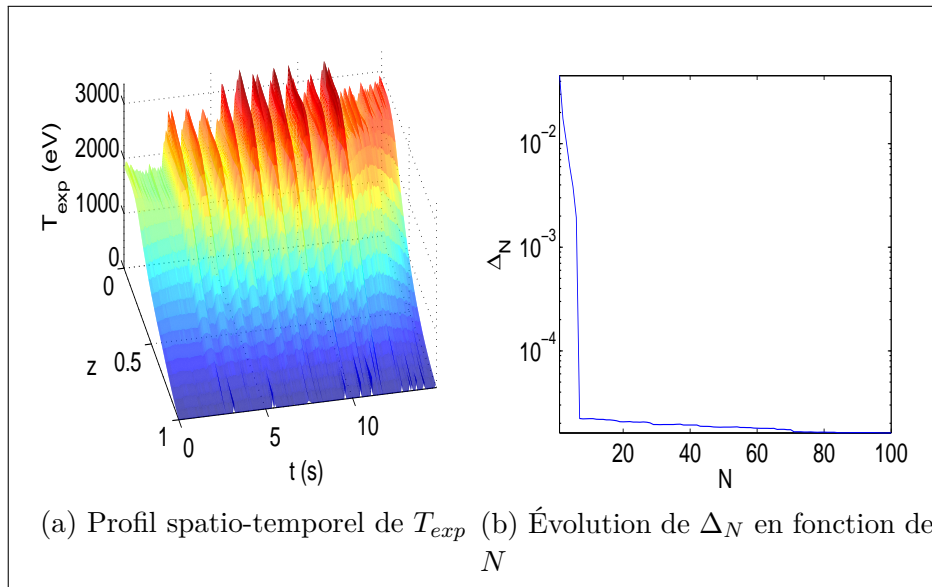 3000
2000
1000
0
T_exp (eV)
0
0.5
1
z
0
5
10
t (s)
10^-2
10^-3
10^-4
Δ_N
20
40
60
80
100
N
(a) Profil spatio-temporel de T_exp
(b) Évolution de Δ_N en fonction de
N